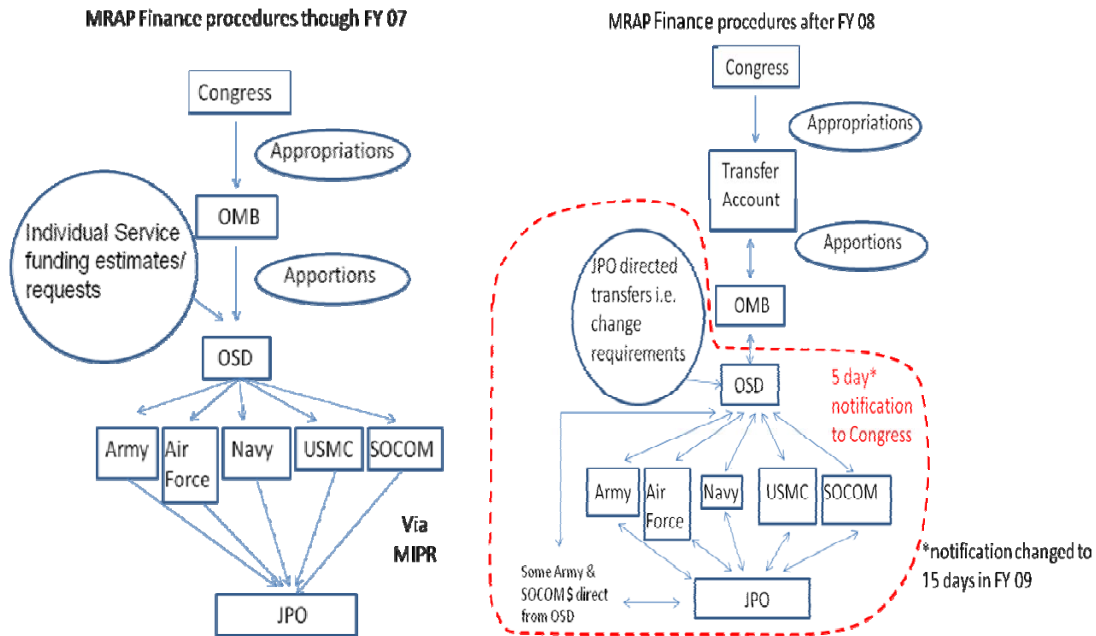 MRAP Finance procedures though FY 07
Congress
Appropriations
OMB
Individual Service
funding estimates/
requests
Apportions
OSD
Army
Air
Force
Navy
USMC
SOCOM
Via
MIPR
JPO
MRAP Finance procedures after FY 08
Congress
Appropriations
Transfer
Account
Apportions
JPO directed
transfers i.e.
change
requirements
OMB
OSD
5 day*
notification
to Congress
Army
Air
Force
Navy
USMC
SOCOM
*notification changed to
15 days in FY 09
Some Army &
SOCOM $ direct
from OSD
JPO